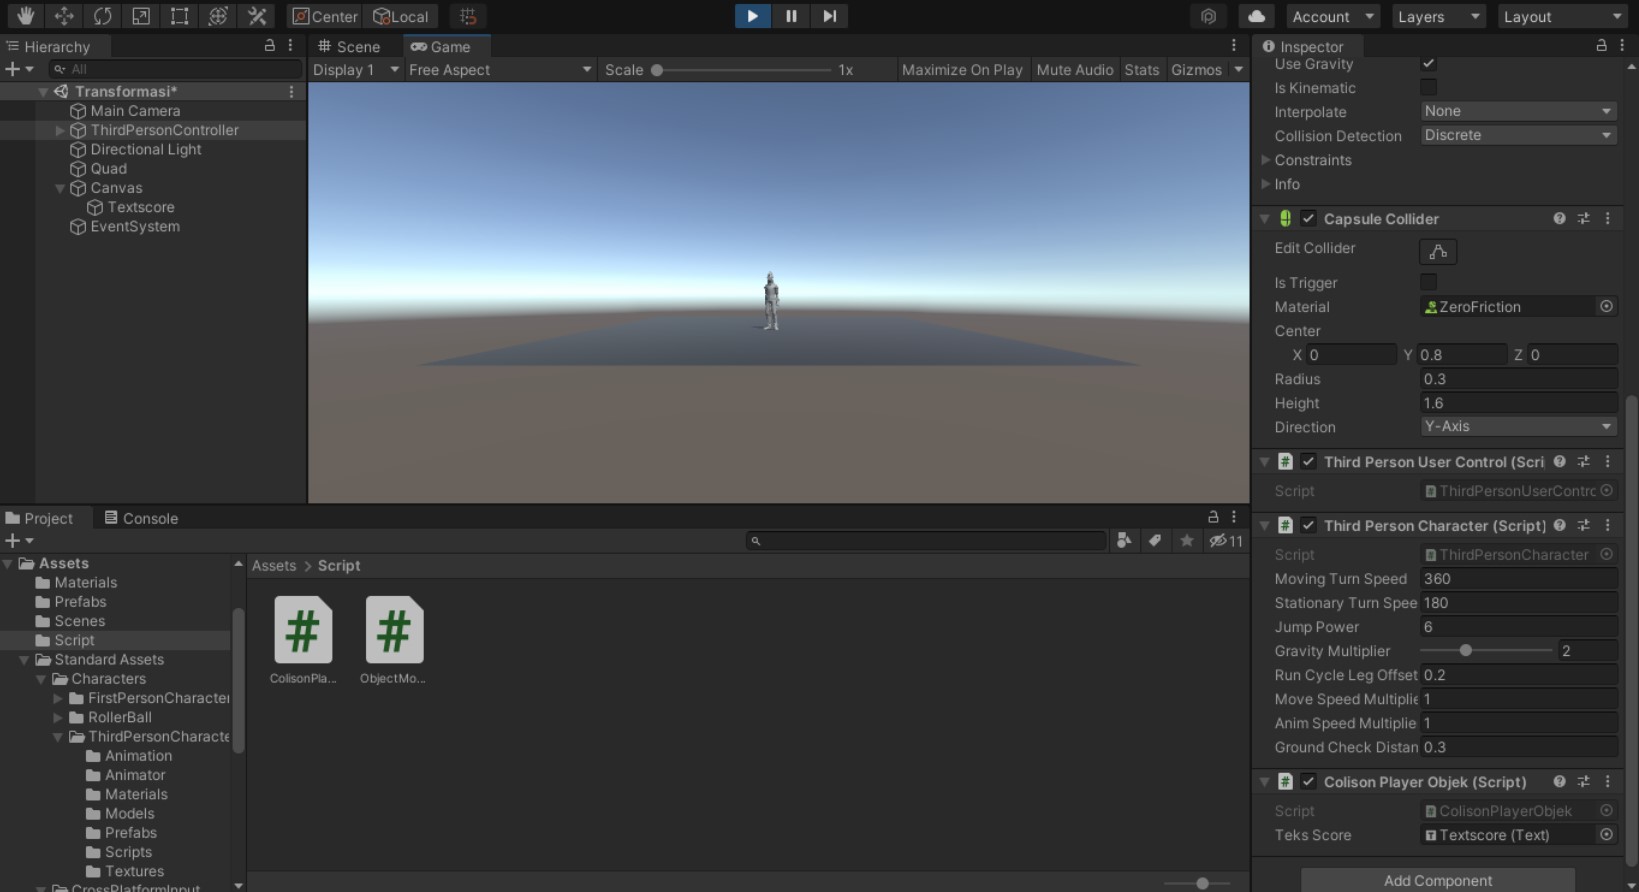 Center
Local
Account
Layers
Layout
Hierarchy
All
Transformasi*
Main Camera
ThirdPersonController
Directional Light
Quad
Canvas
Textscore
EventSystem
Scene
Game
Display 1
Free Aspect
Scale
1x
Maximize On Play
Mute Audio
Stats
Gizmos
Project
Console
11
Assets
Materials
Prefabs
Scenes
Script
Standard Assets
Characters
FirstPersonCharacter
RollerBall
ThirdPersonCharacte
Animation
Animator
Materials
Models
Prefabs
Scripts
Textures
CrossPlatformInput
Assets > Script
ColisonPla...
ObjectMo...
Inspector
Use Gravity
Is Kinematic
Interpolate None
Collision Detection Discrete
Constraints
Info
Capsule Collider
Edit Collider
Is Trigger
Material ZeroFriction
Center
X 0 Y 0.8 Z 0
Radius 0.3
Height 1.6
Direction Y-Axis
# Third Person User Control (Scri
Script ThirdPersonUserContro
# Third Person Character (Script)
Script ThirdPersonCharacter
Moving Turn Speed 360
Stationary Turn Spee 180
Jump Power 6
Gravity Multiplier 2
Run Cycle Leg Offset 0.2
Move Speed Multiplie 1
Anim Speed Multiplie 1
Ground Check Distan 0.3
# Colison Player Objek (Script)
Script ColisonPlayerObjek
Teks Score Textscore (Text)
Add Component